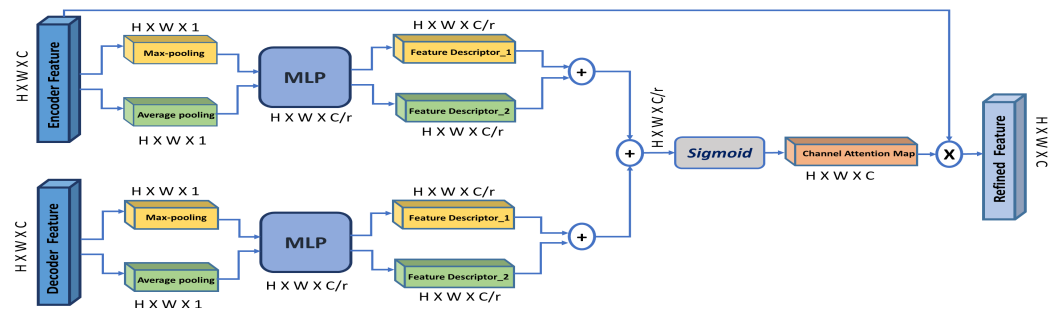 H X W X C
Encoder Feature
H X W X 1
Max-pooling
Average pooling
H X W X 1
MLP
H X W X C/r
H X W X C/r
Feature Descriptor_1
Feature Descriptor_2
H X W X C/r
+
H X W X C
Decoder Feature
H X W X 1
Max-pooling
Average pooling
H X W X 1
MLP
H X W X C/r
H X W X C/r
Feature Descriptor_1
Feature Descriptor_2
H X W X C/r
+
+
H X W X C/r
Sigmoid
Channel Attention Map
H X W X C
X
Refined Feature
H X W X C